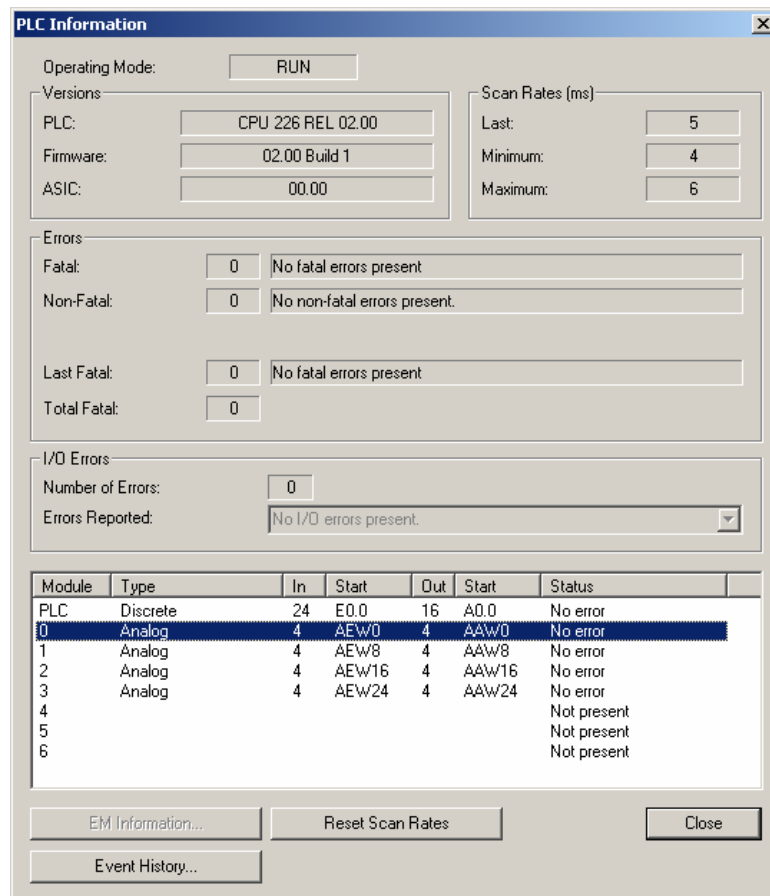 PLC Information
Operating Mode: RUN
Versions
PLC: CPU 226 REL 02.00
Firmware: 02.00 Build 1
ASIC: 00.00
Scan Rates (ms)
Last: 5
Minimum: 4
Maximum: 6
Errors
Fatal: 0 No fatal errors present
Non-Fatal: 0 No non-fatal errors present.
Last Fatal: 0 No fatal errors present
Total Fatal: 0
I/O Errors
Number of Errors: 0
Errors Reported: No I/O errors present.
Module Type In Start Out Start Status
PLC Discrete 24 E0.0 16 A0.0 No error
0 Analog 4 AEW0 4 AAW0 No error
1 Analog 4 AEW8 4 AAW8 No error
2 Analog 4 AEW16 4 AAW16 No error
3 Analog 4 AEW24 4 AAW24 No error
4 Not present
5 Not present
6 Not present
EM Information... Reset Scan Rates Close
Event History...